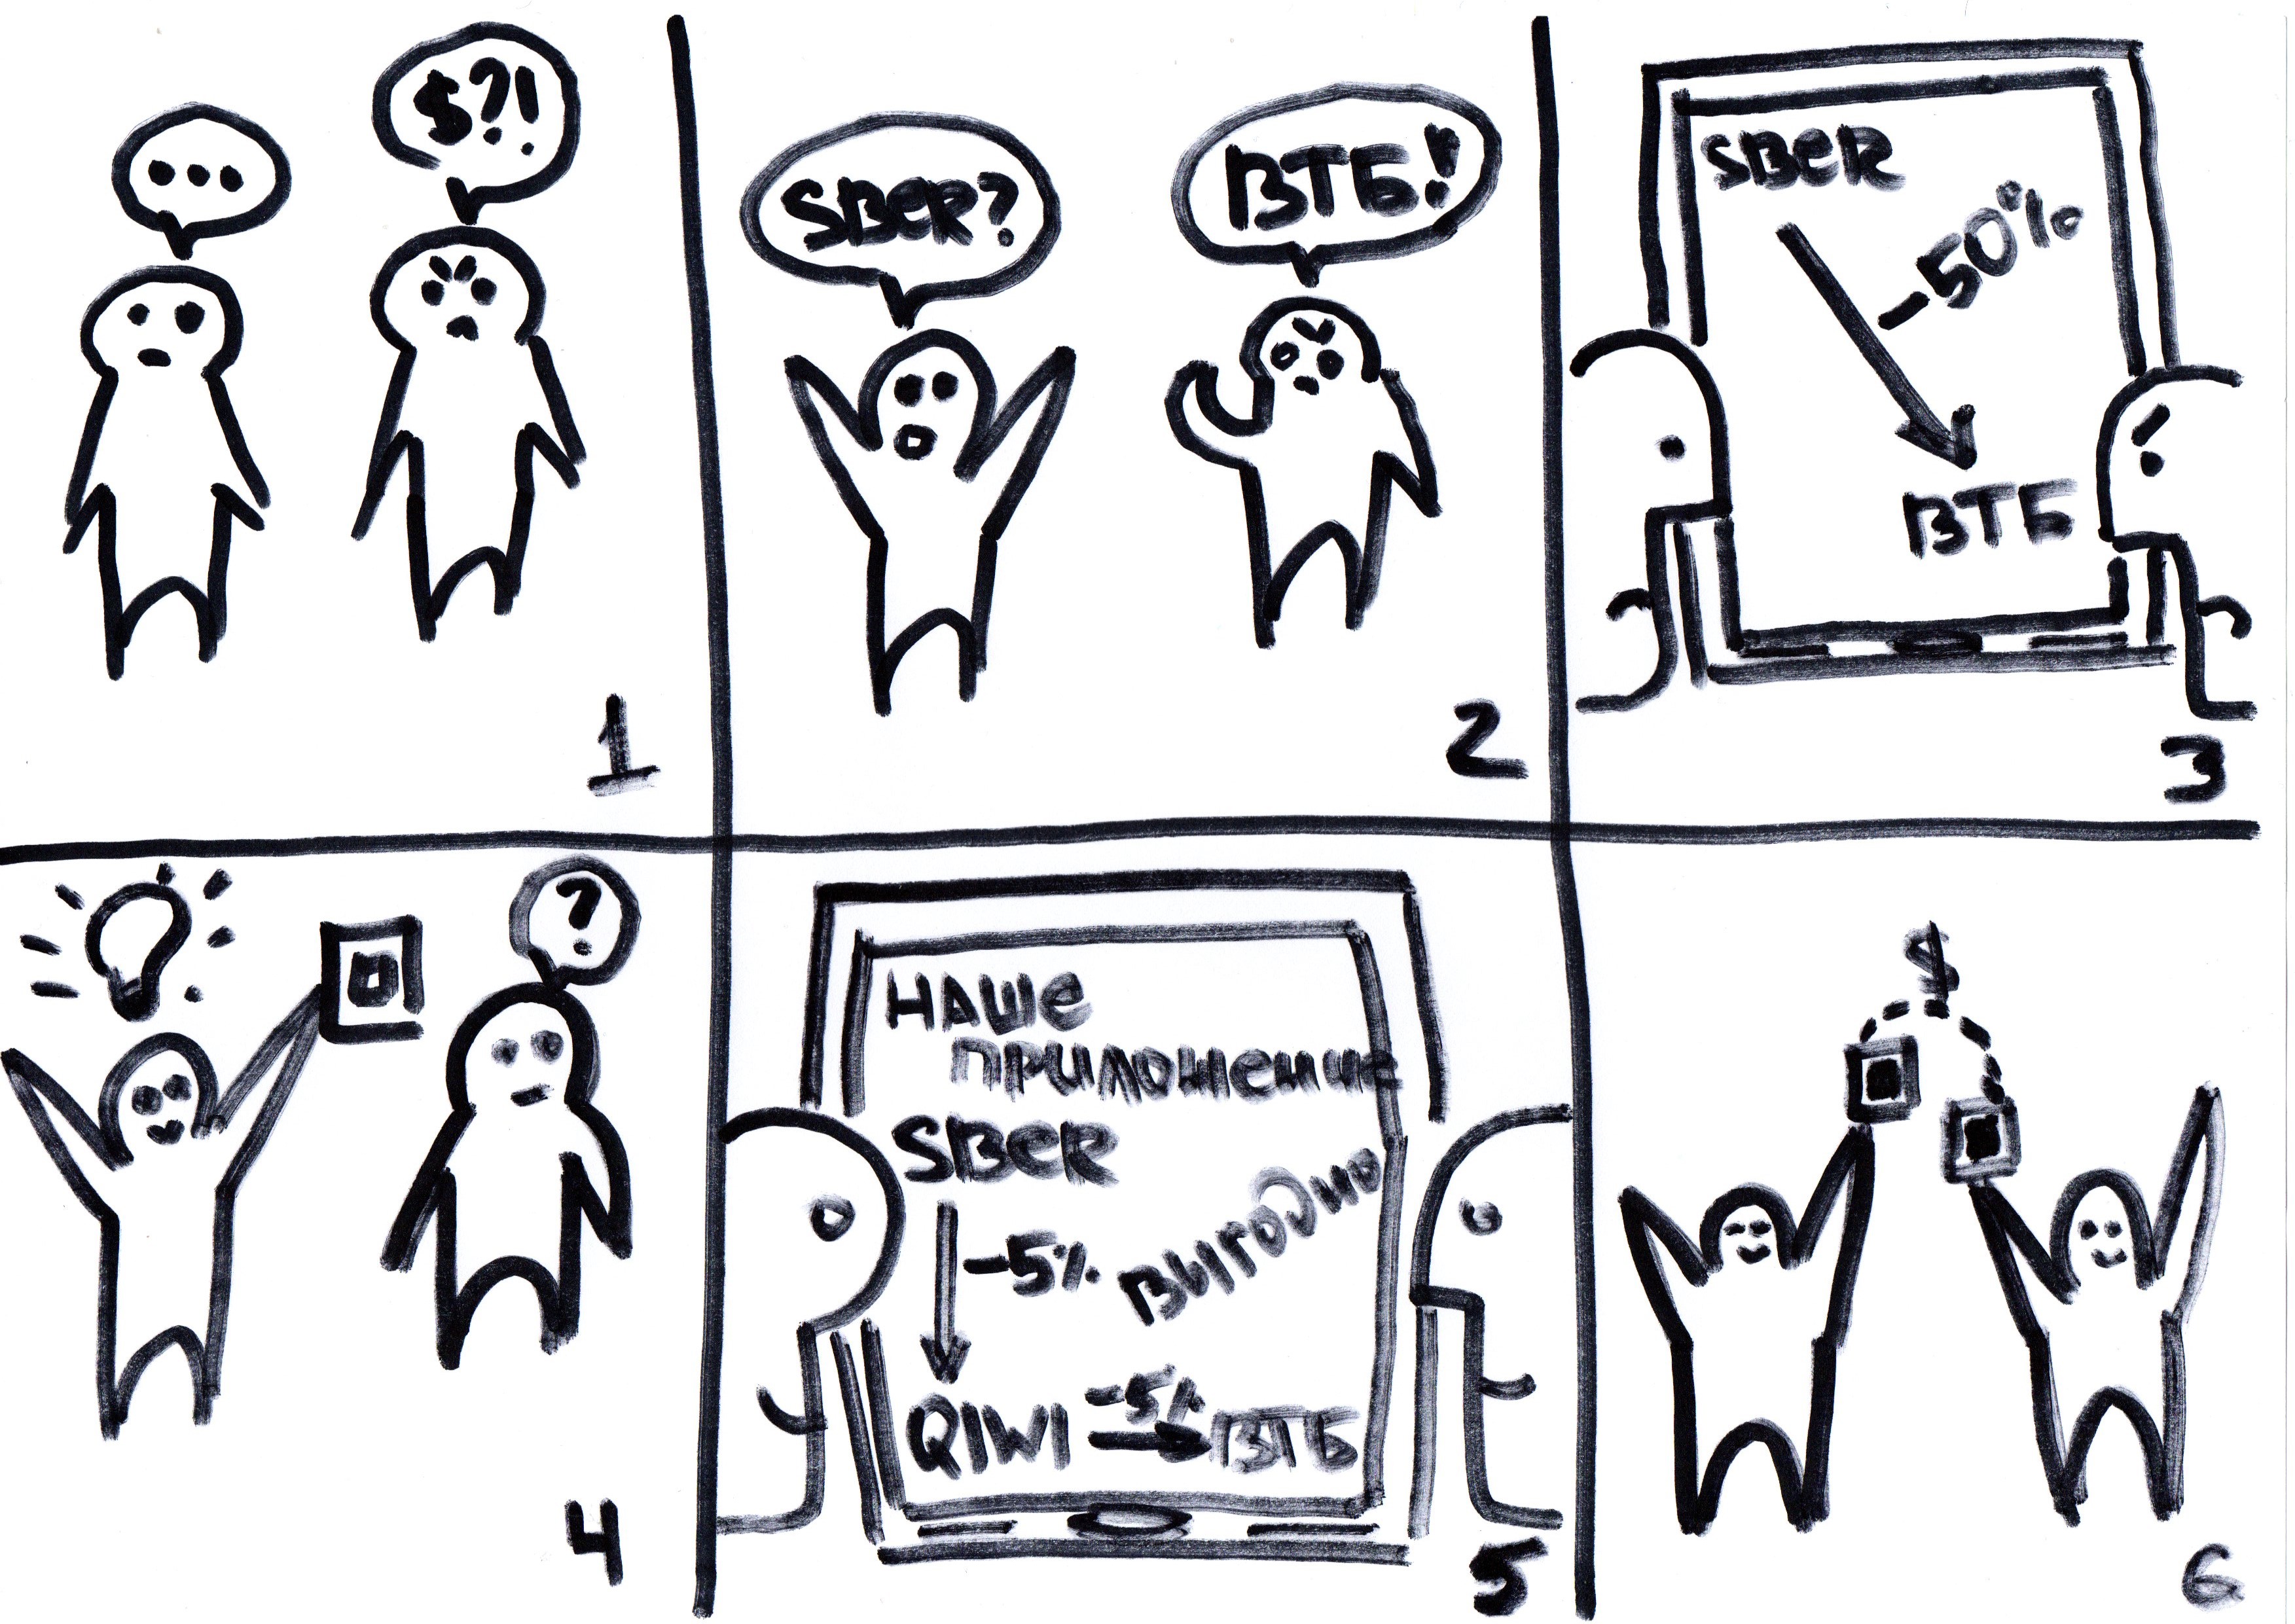 ...
$?!
1
SBER?
ВТБ!
2
SBER
-50%
ВТБ
3
?
4
НАШЕ
ПРИЛОЖЕНИЕ
SBER
-5% ВЫГОДНО
QIWI -5% ВТБ
5
$
6